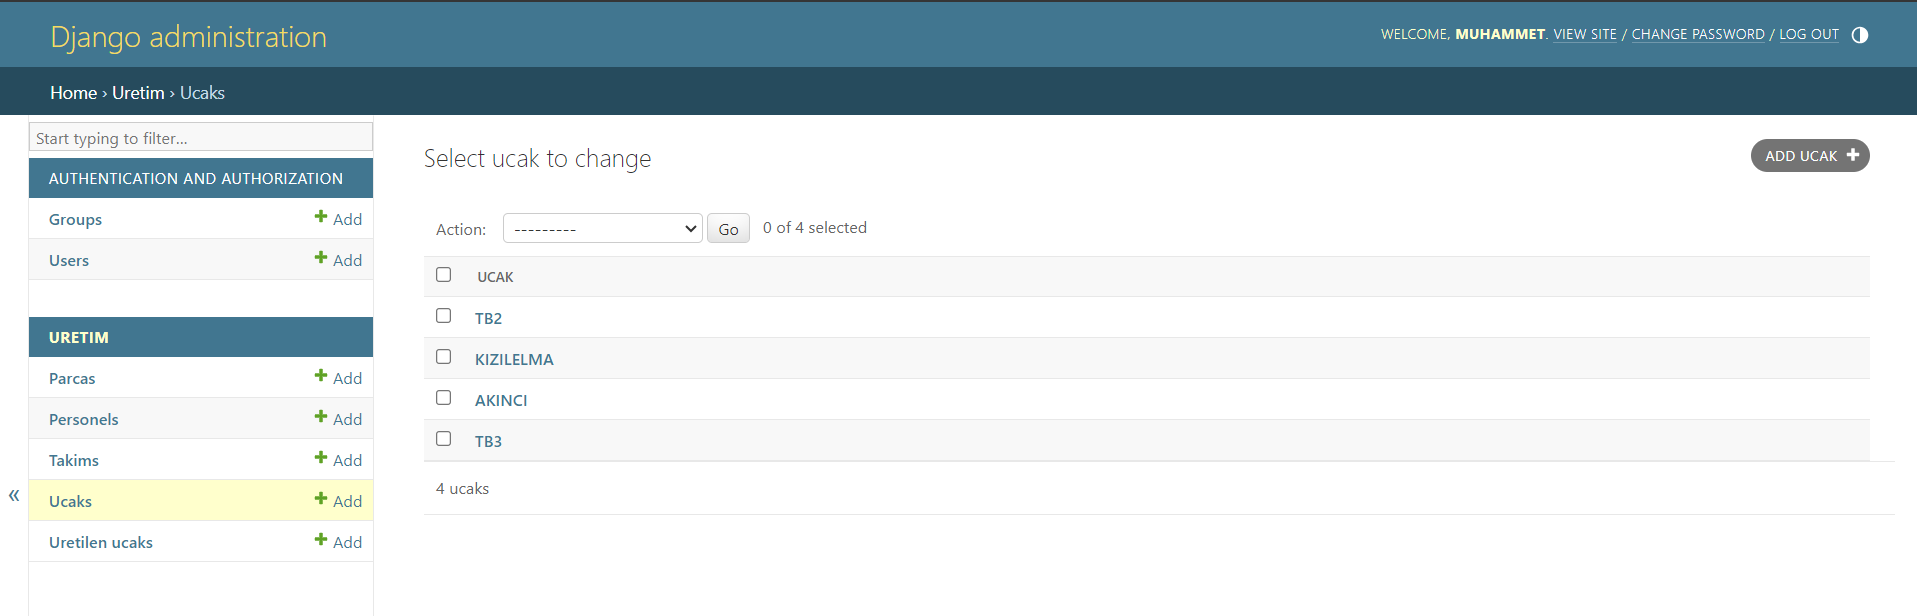 Django administration
WELCOME, MUHAMMET. VIEW SITE / CHANGE PASSWORD / LOG OUT
Home › Uretim › Ucaks
Start typing to filter...
AUTHENTICATION AND AUTHORIZATION
Groups + Add
Users + Add
URETIM
Parcas + Add
Personels + Add
Takims + Add
Ucaks + Add
Uretilen ucaks + Add
«
Select ucak to change
ADD UCAK +
Action: --------- Go 0 of 4 selected
UCAK
TB2
KIZILELMA
AKINCI
TB3
4 ucaks